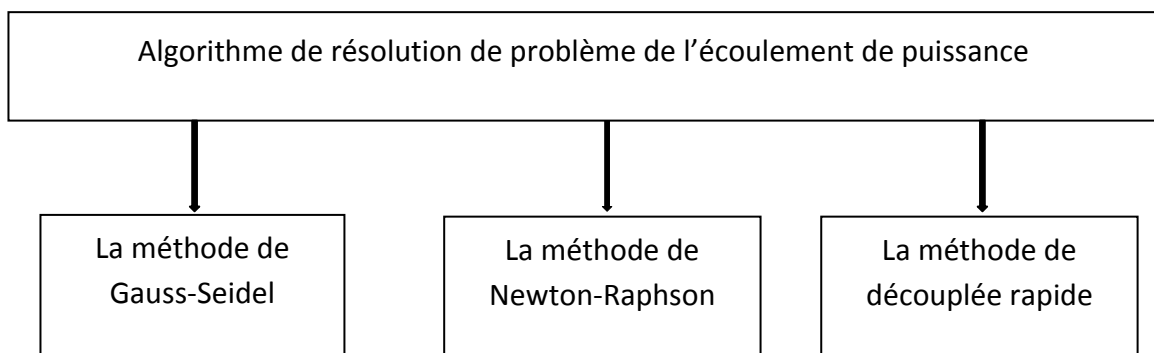 Algorithme de résolution de problème de l’écoulement de puissance
La méthode de
Gauss-Seidel
La méthode de
Newton-Raphson
La méthode de
découplée rapide